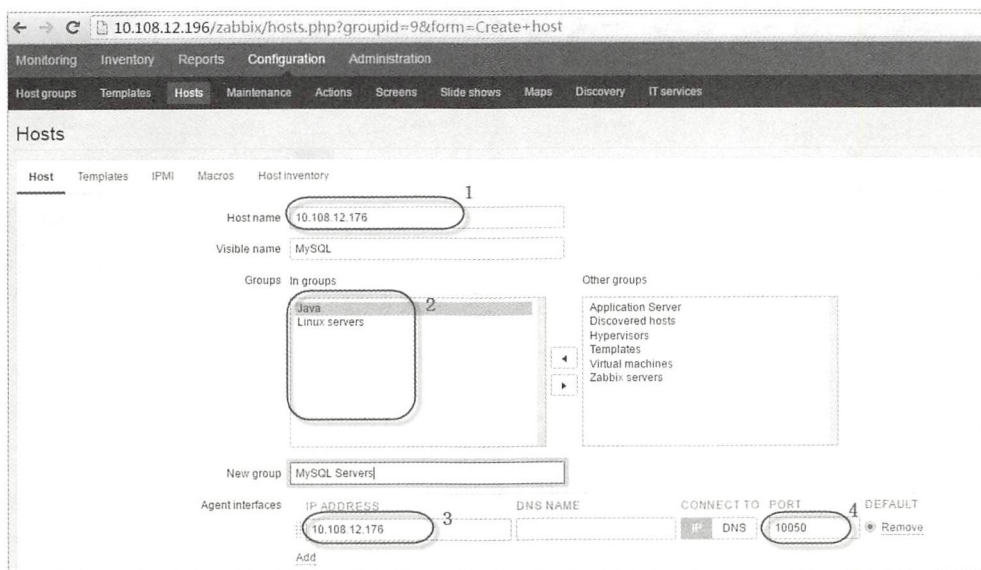 10.108.12.196/zabbix/hosts.php?groupid=9&form=Create+host
Monitoring Inventory Reports Configuration Administration
Host groups Templates Hosts Maintenance Actions Screens Slide shows Maps Discovery IT services
Hosts
Host Templates IPMI Macros Host inventory
1
Host name 10.108.12.176
Visible name MySQL
Groups In groups Other groups
Java 2 Application Server
Linux servers Discovered hosts
Hypervisors
Templates
Virtual machines
Zabbix servers
New group MySQL Servers
Agent interfaces IP ADDRESS DNS NAME CONNECT TO PORT 4 DEFAULT
10.108.12.176 3 IP DNS 10050 Remove
Add